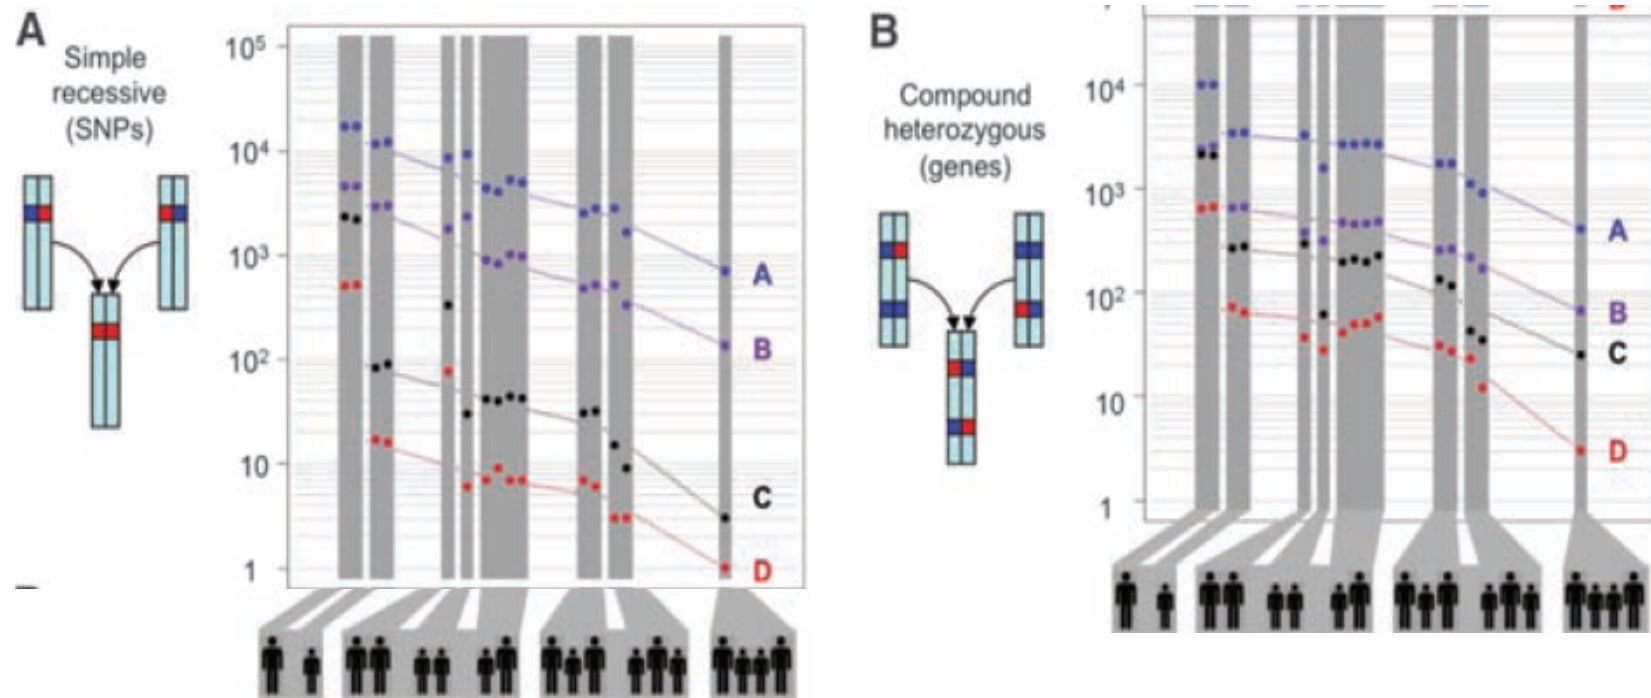 A
Simple
recessive
(SNPs)
10⁵
10⁴
10³
10²
10
1
A
B
C
D
B
Compound
heterozygous
(genes)
10⁴
10³
10²
10
1
A
B
C
D